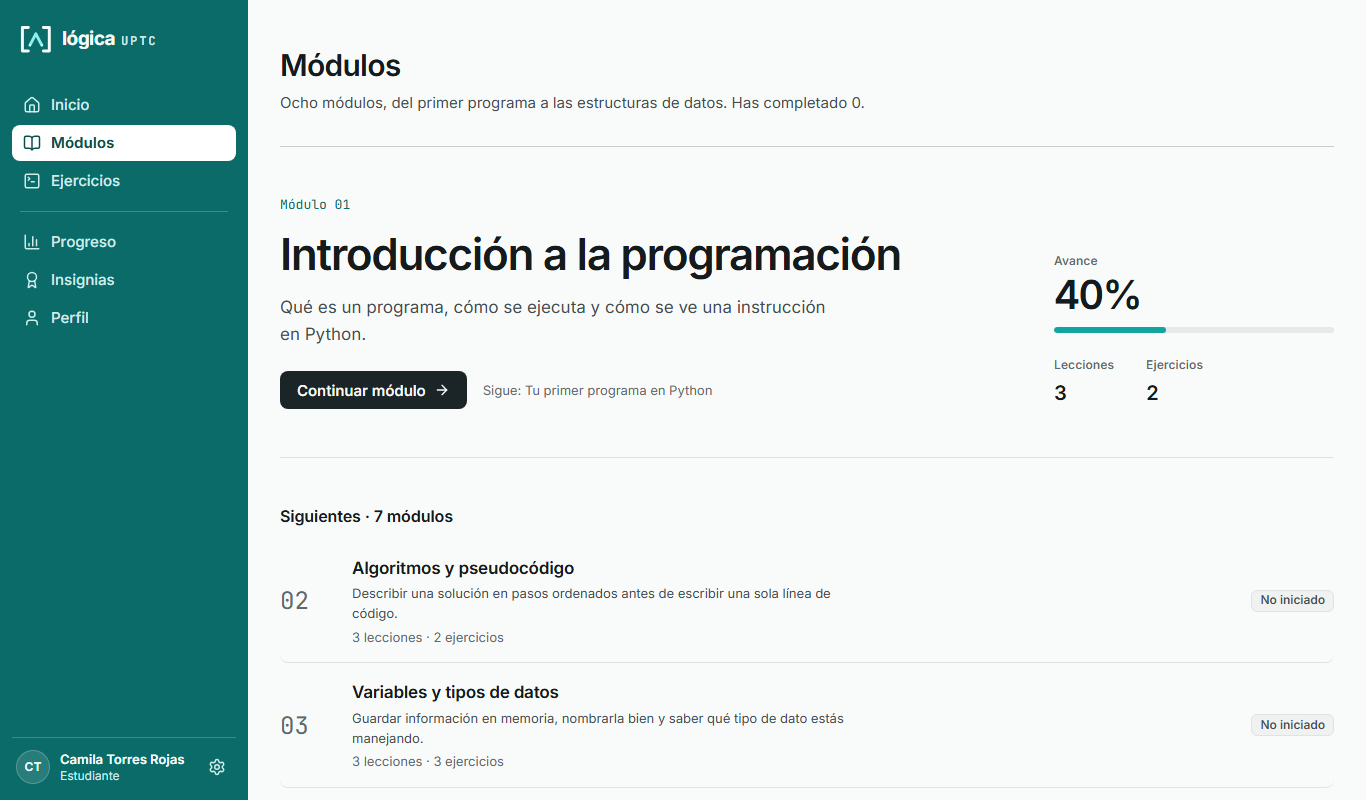 lógica UPTC
Inicio
Módulos
Ejercicios
Progreso
Insignias
Perfil
CT
Camila Torres Rojas
Estudiante
Módulos
Ocho módulos, del primer programa a las estructuras de datos. Has completado 0.
Módulo 01
Introducción a la programación
Qué es un programa, cómo se ejecuta y cómo se ve una instrucción
en Python.
Continuar módulo →
Sigue: Tu primer programa en Python
Avance
40%
Lecciones
3
Ejercicios
2
Siguientes · 7 módulos
02
Algoritmos y pseudocódigo
Describir una solución en pasos ordenados antes de escribir una sola línea de
código.
3 lecciones · 2 ejercicios
No iniciado
03
Variables y tipos de datos
Guardar información en memoria, nombrarla bien y saber qué tipo de dato estás
manejando.
3 lecciones · 3 ejercicios
No iniciado